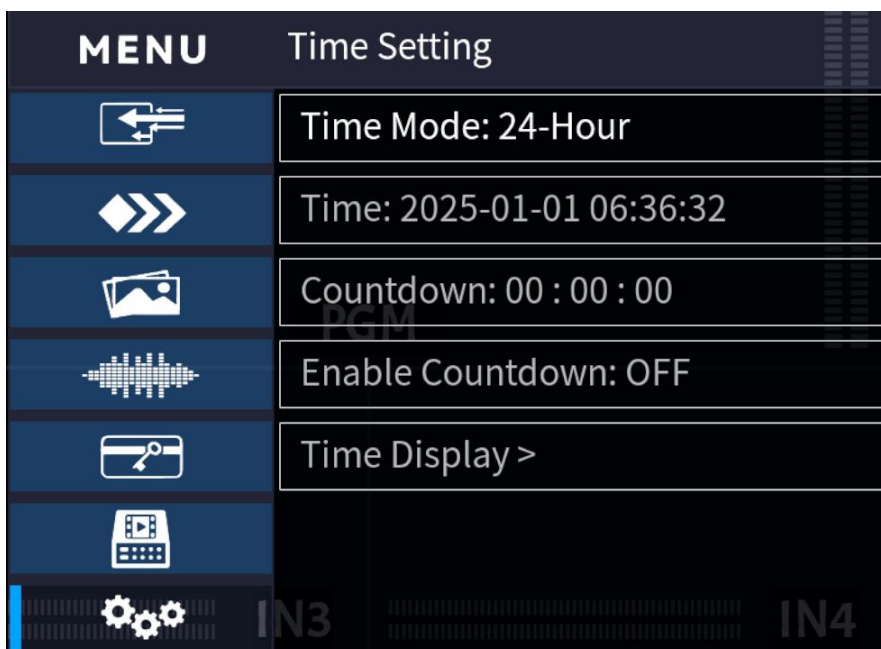 MENU
Time Setting
Time Mode: 24-Hour
Time: 2025-01-01 06:36:32
Countdown: 00 : 00 : 00
PGM
Enable Countdown: OFF
Time Display >
IN3
IN4